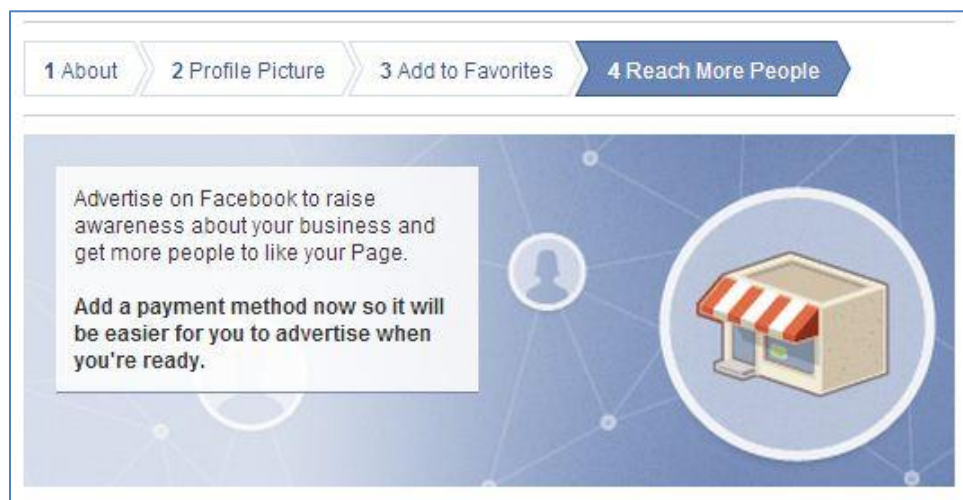 1 About 2 Profile Picture 3 Add to Favorites 4 Reach More People
Advertise on Facebook to raise
awareness about your business and
get more people to like your Page.
Add a payment method now so it will
be easier for you to advertise when
you're ready.